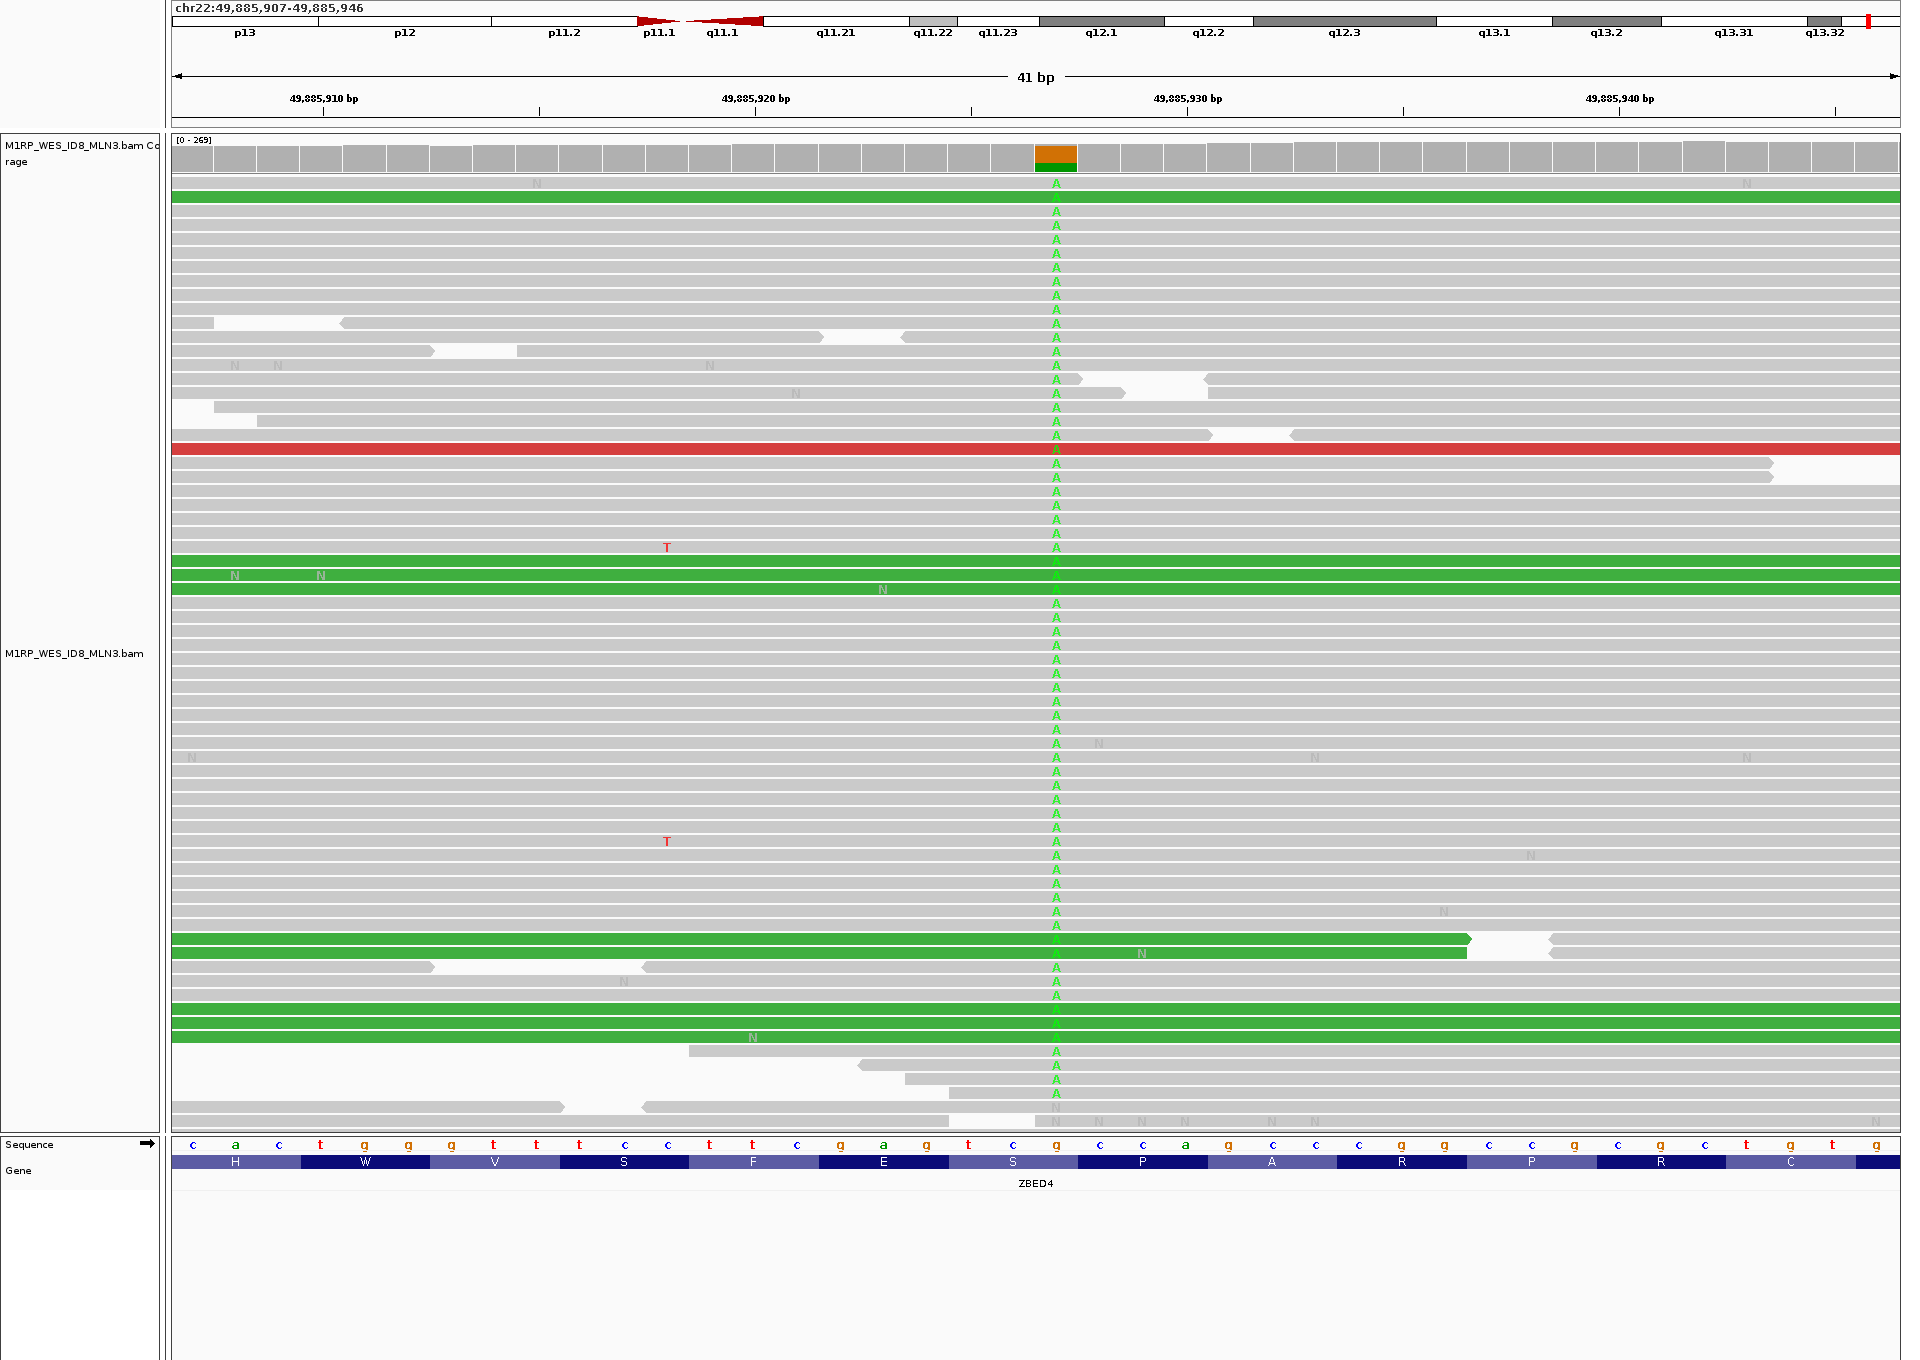 chr22:49,885,907-49,885,946
p13 p12 p11.2 p11.1 q11.1 q11.21 q11.22 q11.23 q12.1 q12.2 q12.3 q13.1 q13.2 q13.31 q13.32
41 bp
49,885,910 bp 49,885,920 bp 49,885,930 bp 49,885,940 bp
M1RP_WES_ID8_MLN3.bam Co
rage
[0 - 269]
N A N
A
A
A
A
A
A
A
A
A
A
A
N N N A
A
N A
A
A
A
A
A
A
A
A
A
A
T A
A
N N A
N A
A
A
A
A
M1RP_WES_ID8_MLN3.bam
A
A
A
A
A
A
A N
N A N N
A
A
A
A
A
T A
A N
A
A
A
A N
A
A
A N
A
N A
A
A
A
N A
A
A
A
A
N
N N N N N N N
Sequence c a c t g g g t t t c c t t c g a g t c g c c a g c c c g g c c g c g c t g t g
Gene H W V S F E S P A R P R C
ZBED4